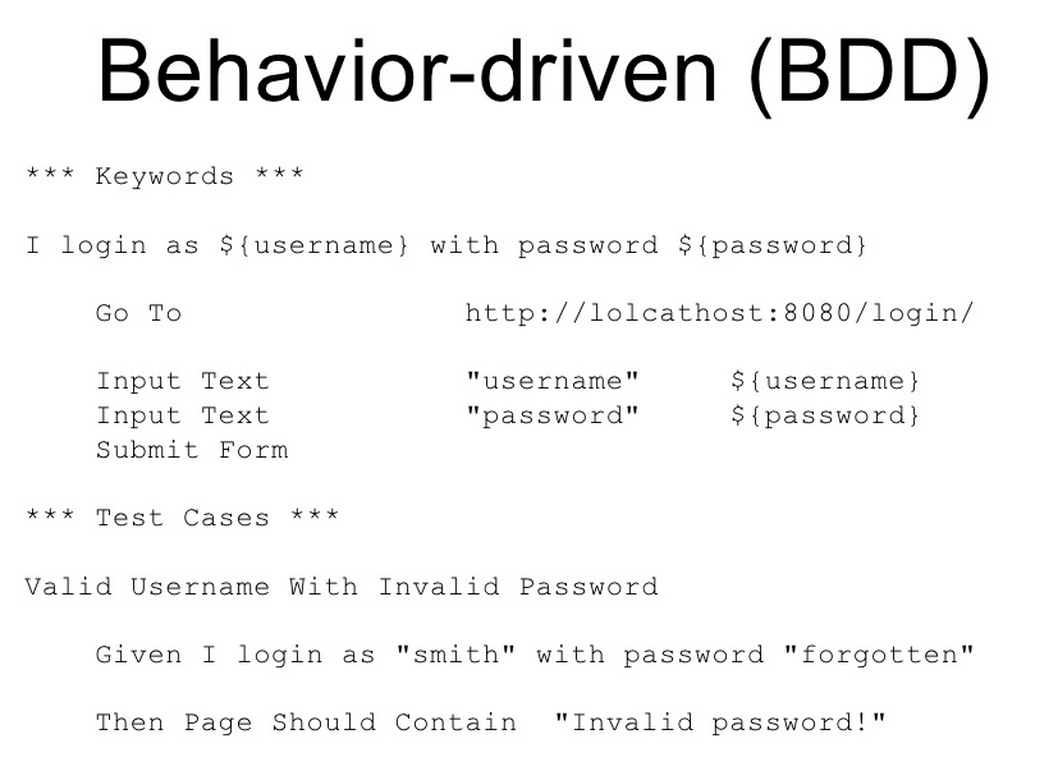 Behavior-driven (BDD)
*** Keywords ***
I login as ${username} with password ${password}
Go To http://lolcathost:8080/login/
Input Text "username" ${username}
Input Text "password" ${password}
Submit Form
*** Test Cases ***
Valid Username With Invalid Password
Given I login as "smith" with password "forgotten"
Then Page Should Contain "Invalid password!"